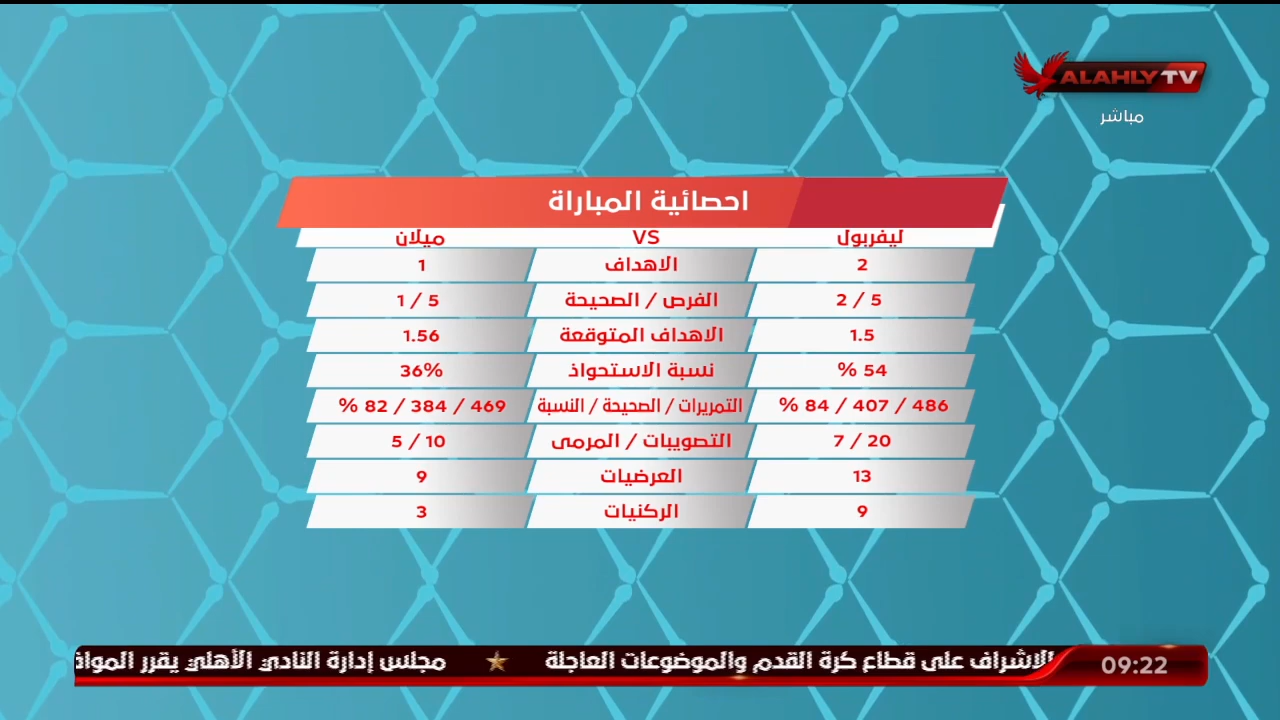 ALAHLY TV
مباشر
احصائية المباراة
ليفربول VS ميلان
2 الاهداف 1
2 / 5 الفرص / الصحيحة 1 / 5
1.5 الاهداف المتوقعة 1.56
% 54 نسبة الاستحواذ 36%
% 84 / 407 / 486 التمريرات / الصحيحة / النسبة % 82 / 384 / 469
7 / 20 التصويبات / المرمى 5 / 10
13 العرضيات 9
9 الركنيات 3
09:22 الاشراف على قطاع كرة القدم والموضوعات العاجلة مجلس إدارة النادي الأهلي يقرر